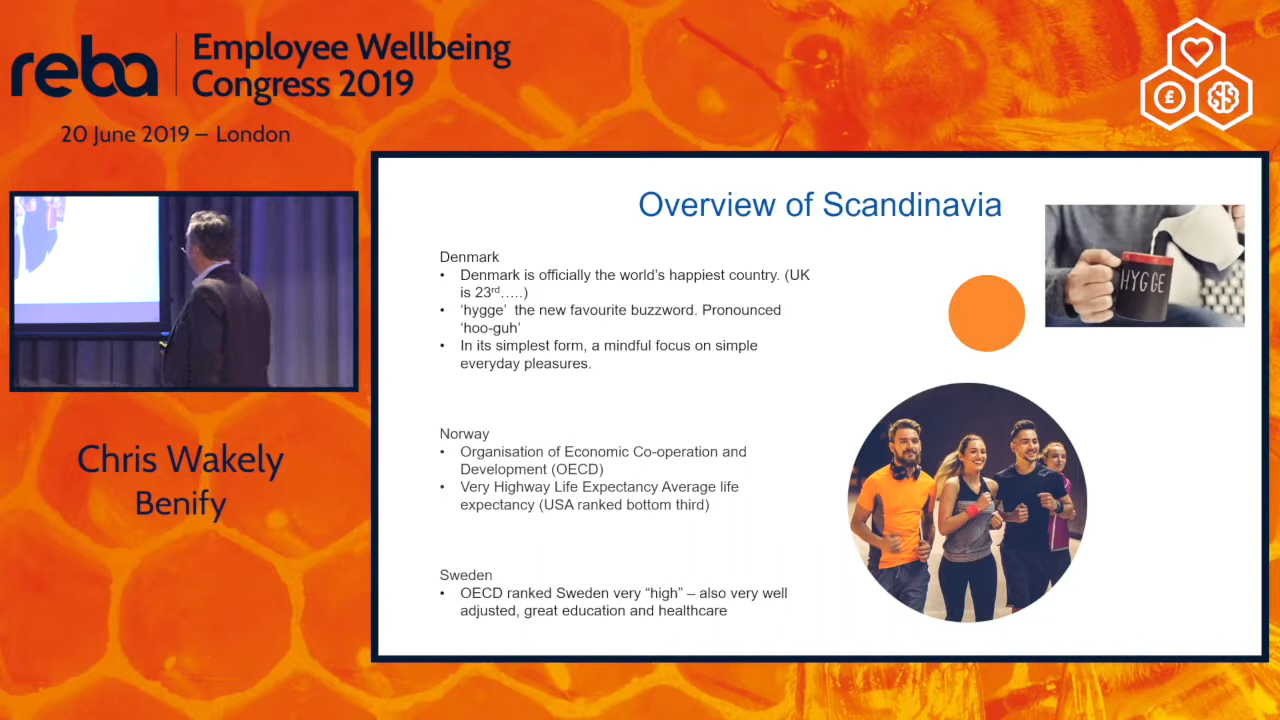 reba
Employee Wellbeing
Congress 2019
20 June 2019 – London
Chris Wakely
Benify
Overview of Scandinavia
Denmark
• Denmark is officially the world's happiest country. (UK
is 23rd…..)
• 'hygge' the new favourite buzzword. Pronounced
'hoo-guh'
• In its simplest form, a mindful focus on simple
everyday pleasures.
Norway
• Organisation of Economic Co-operation and
Development (OECD)
• Very Highway Life Expectancy Average life
expectancy (USA ranked bottom third)
Sweden
• OECD ranked Sweden very “high” – also very well
adjusted, great education and healthcare
HYGGE
£